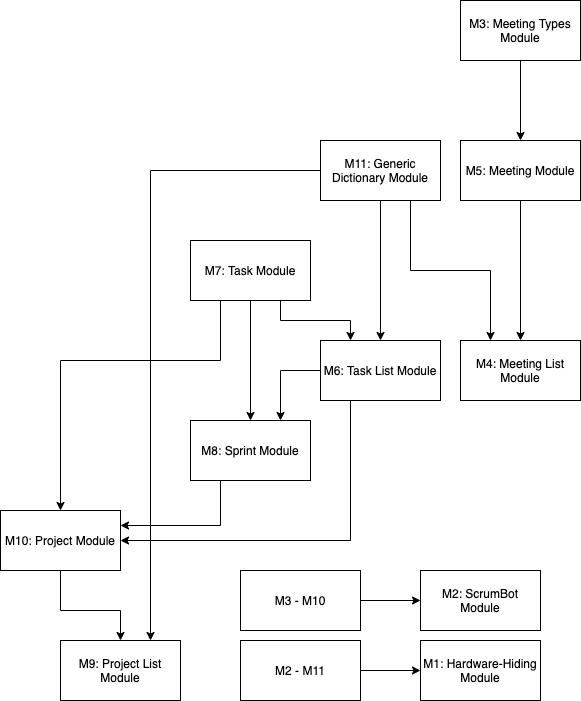 M3: Meeting Types
Module
M11: Generic
Dictionary Module
M5: Meeting Module
M7: Task Module
M6: Task List Module
M4: Meeting List
Module
M8: Sprint Module
M10: Project Module
M3 - M10
M2: ScrumBot
Module
M9: Project List
Module
M2 - M11
M1: Hardware-Hiding
Module